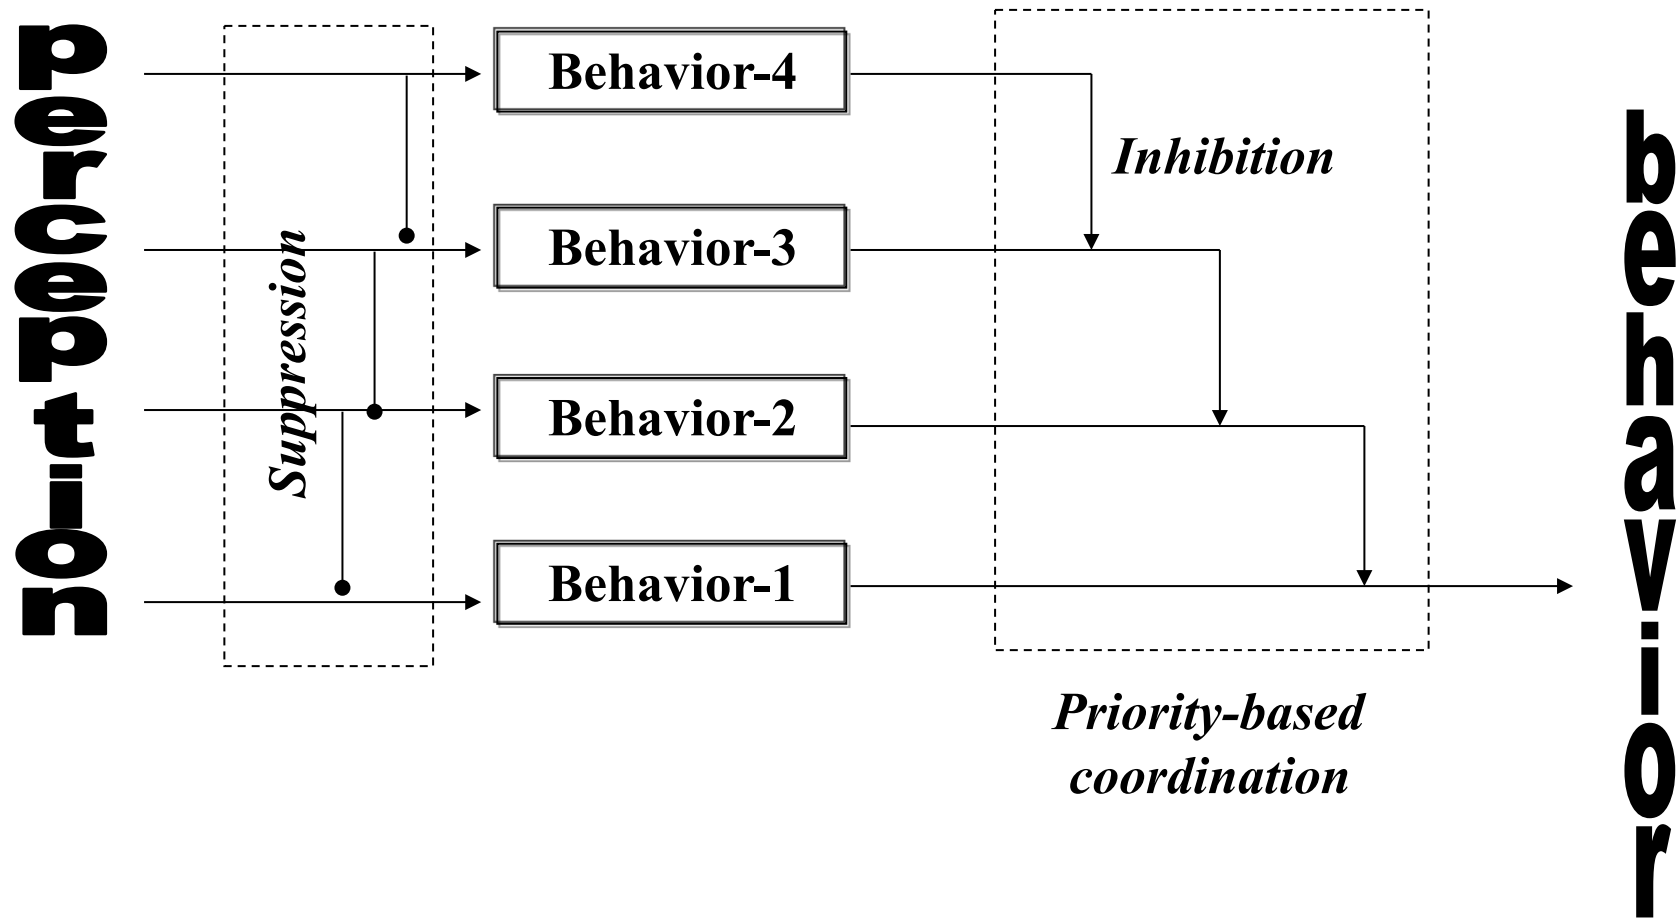 perception
Suppression
Behavior-4
Behavior-3
Behavior-2
Behavior-1
Inhibition
Priority-based
coordination
behavior